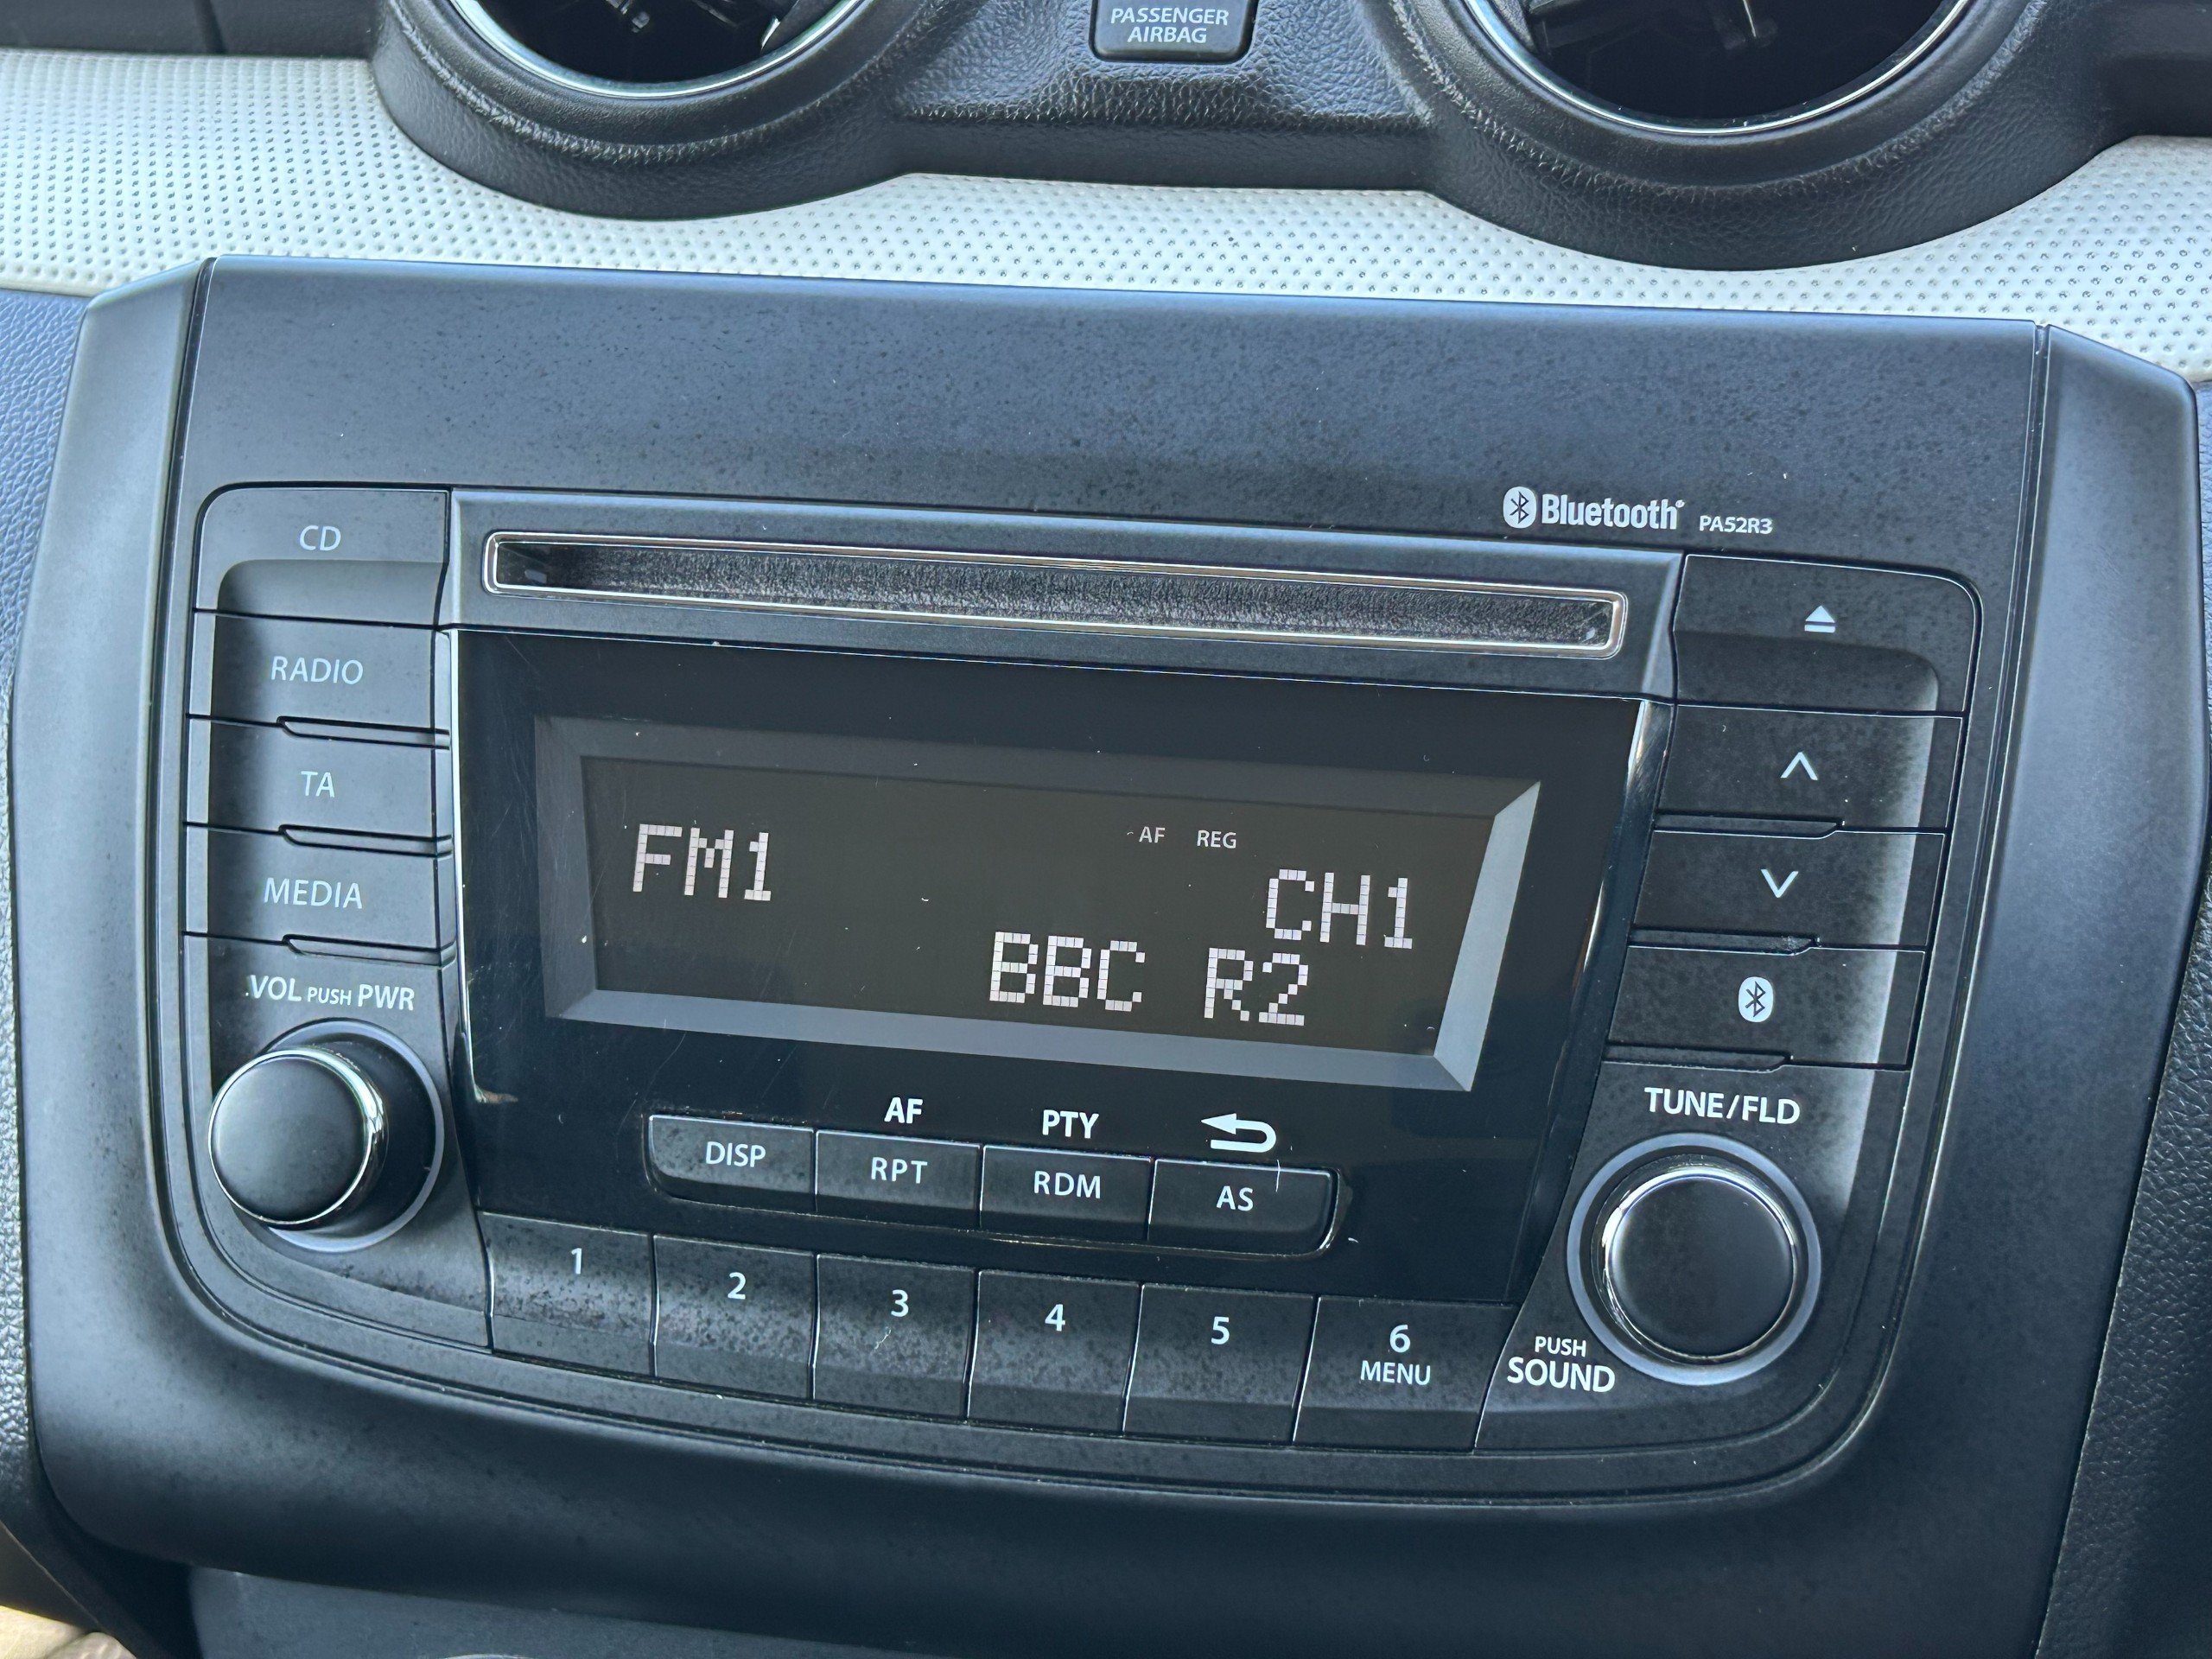 PASSENGER
AIRBAG
Bluetooth® PA52R3
CD
RADIO
TA
MEDIA
VOL PUSH PWR
AF REG
FM1 CH1
BBC R2
TUNE/FLD
AF PTY
DISP RPT RDM AS
1 2 3 4 5 6
MENU
PUSH
SOUND